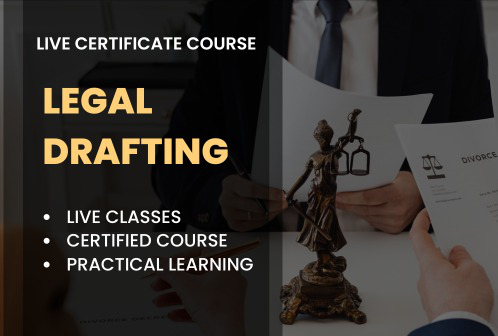 LIVE CERTIFICATE COURSE
LEGAL
DRAFTING
• LIVE CLASSES
• CERTIFIED COURSE
• PRACTICAL LEARNING
DIVORCE